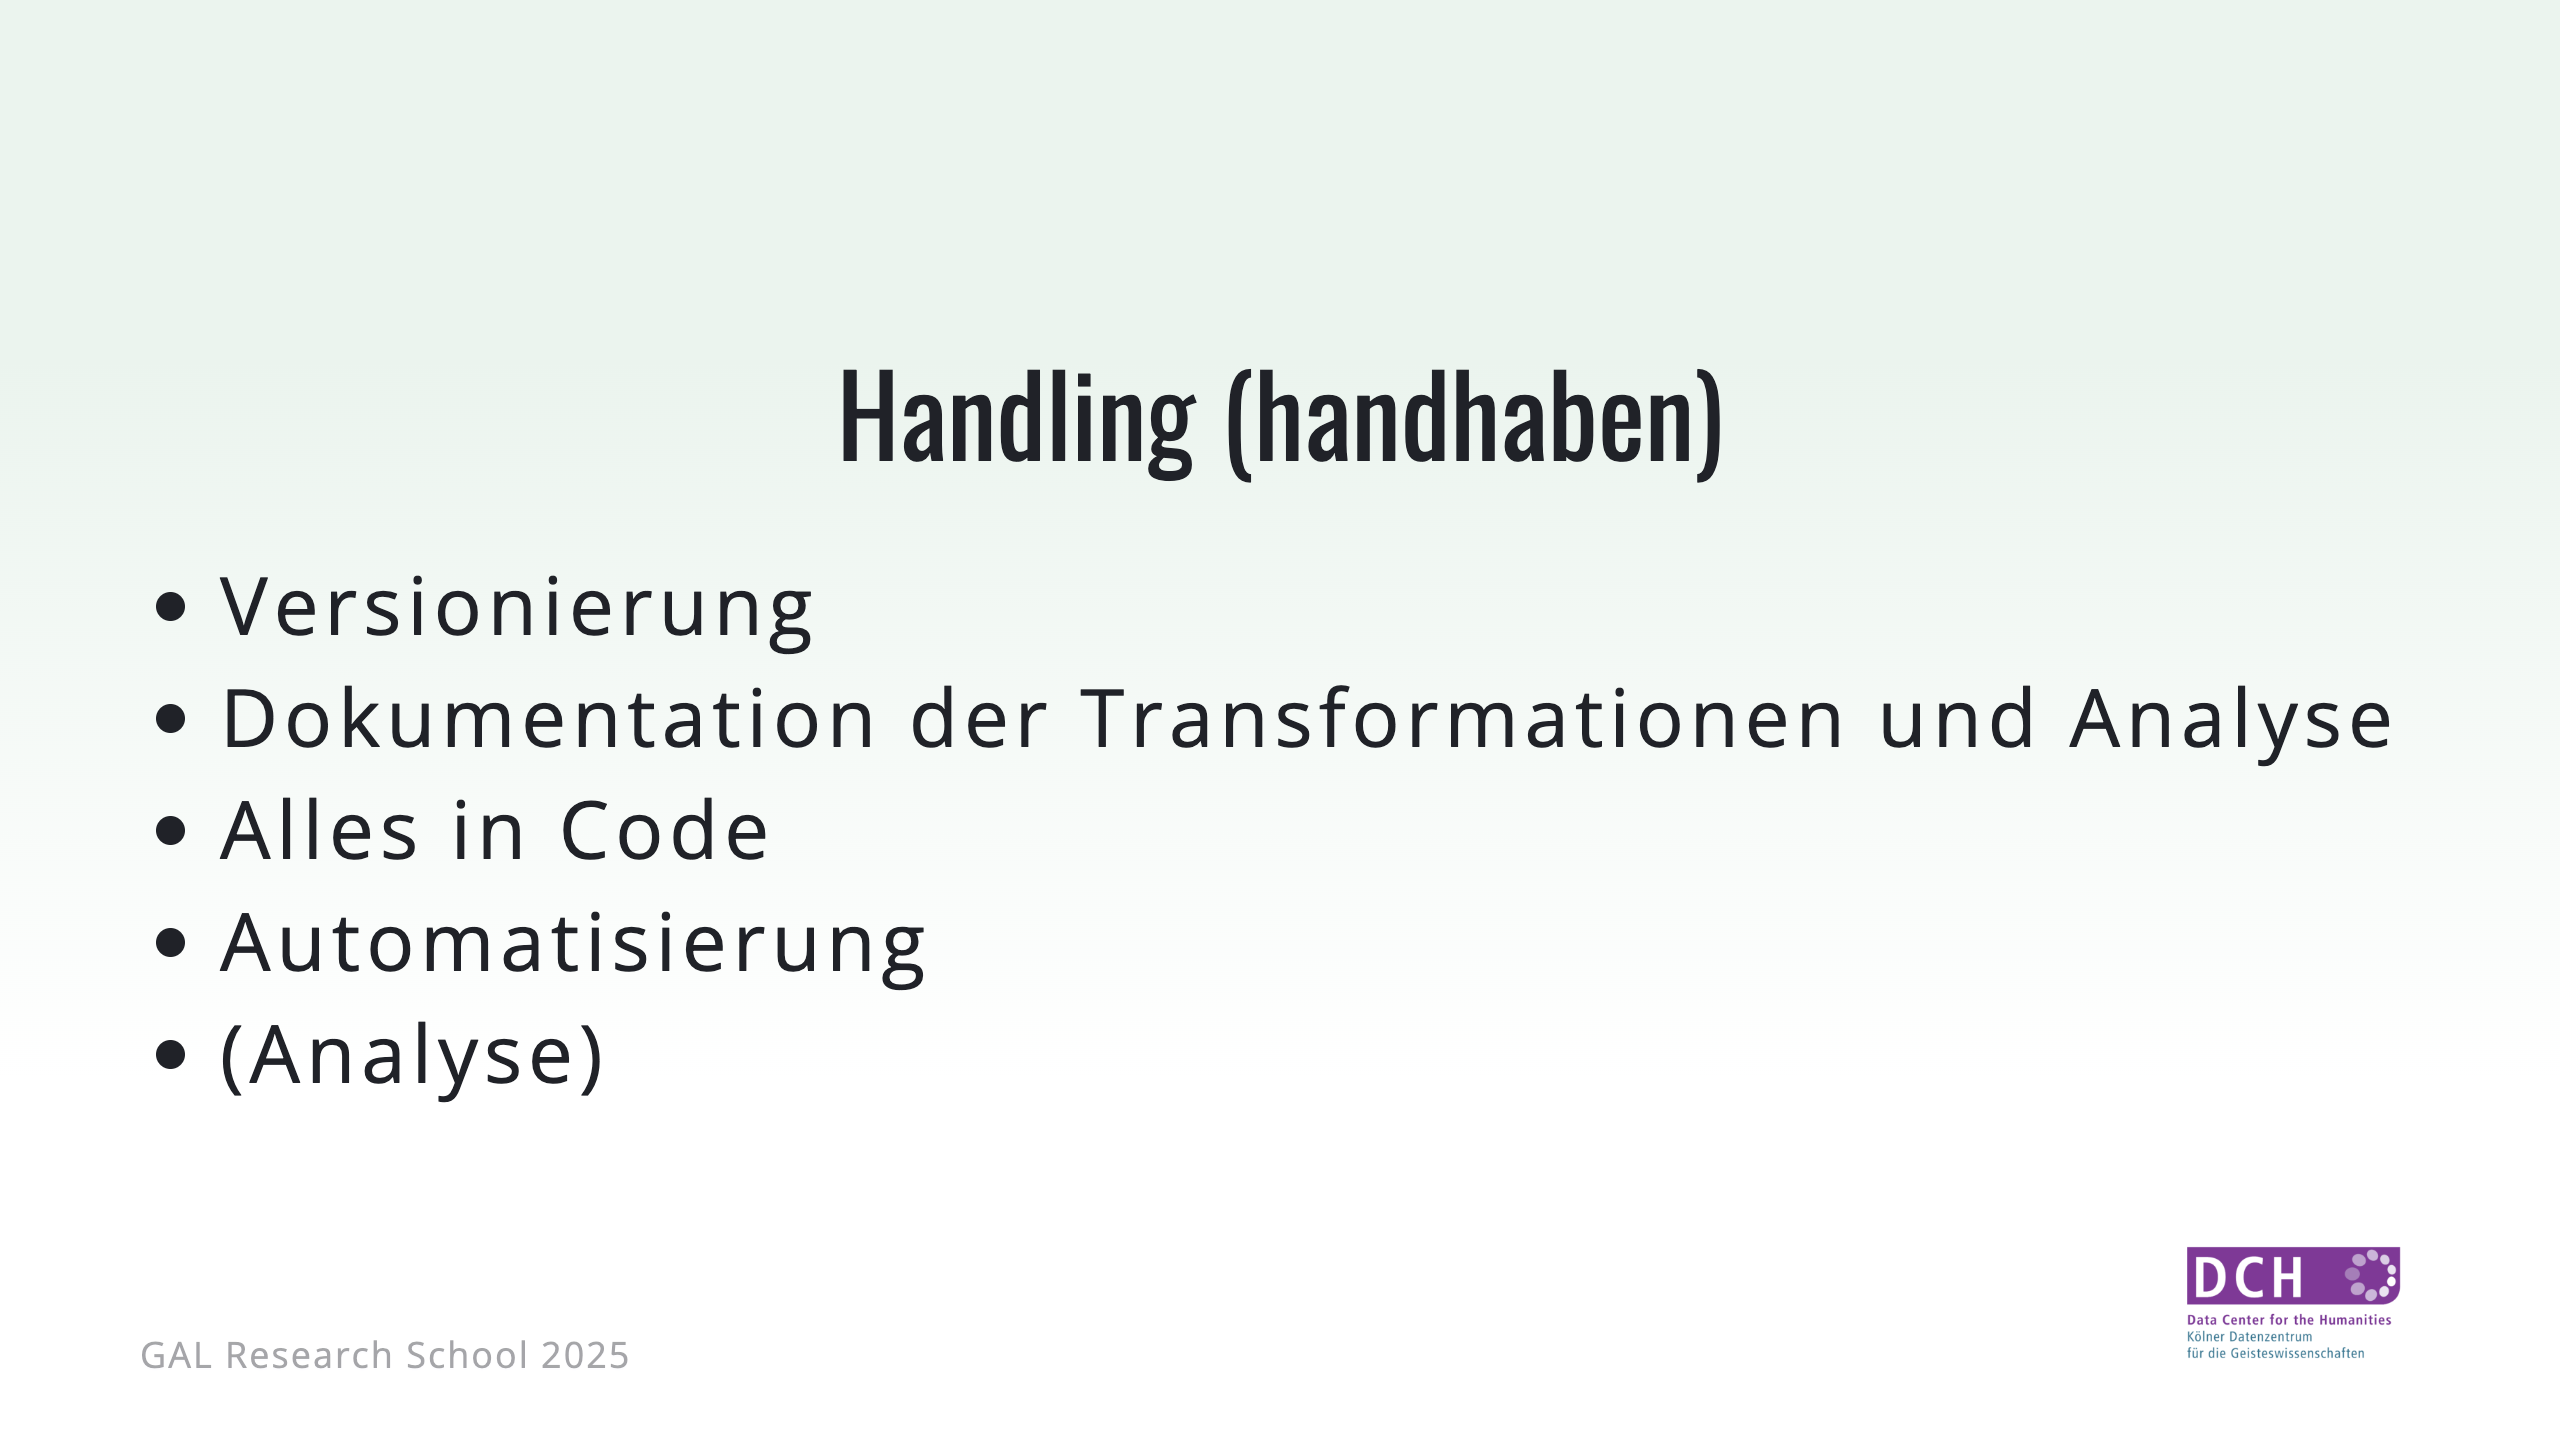 Handling (handhaben)
• Versionierung
• Dokumentation der Transformationen und Analyse
• Alles in Code
• Automatisierung
• (Analyse)
GAL Research School 2025
DCH
Data Center for the Humanities
Kölner Datenzentrum
für die Geisteswissenschaften